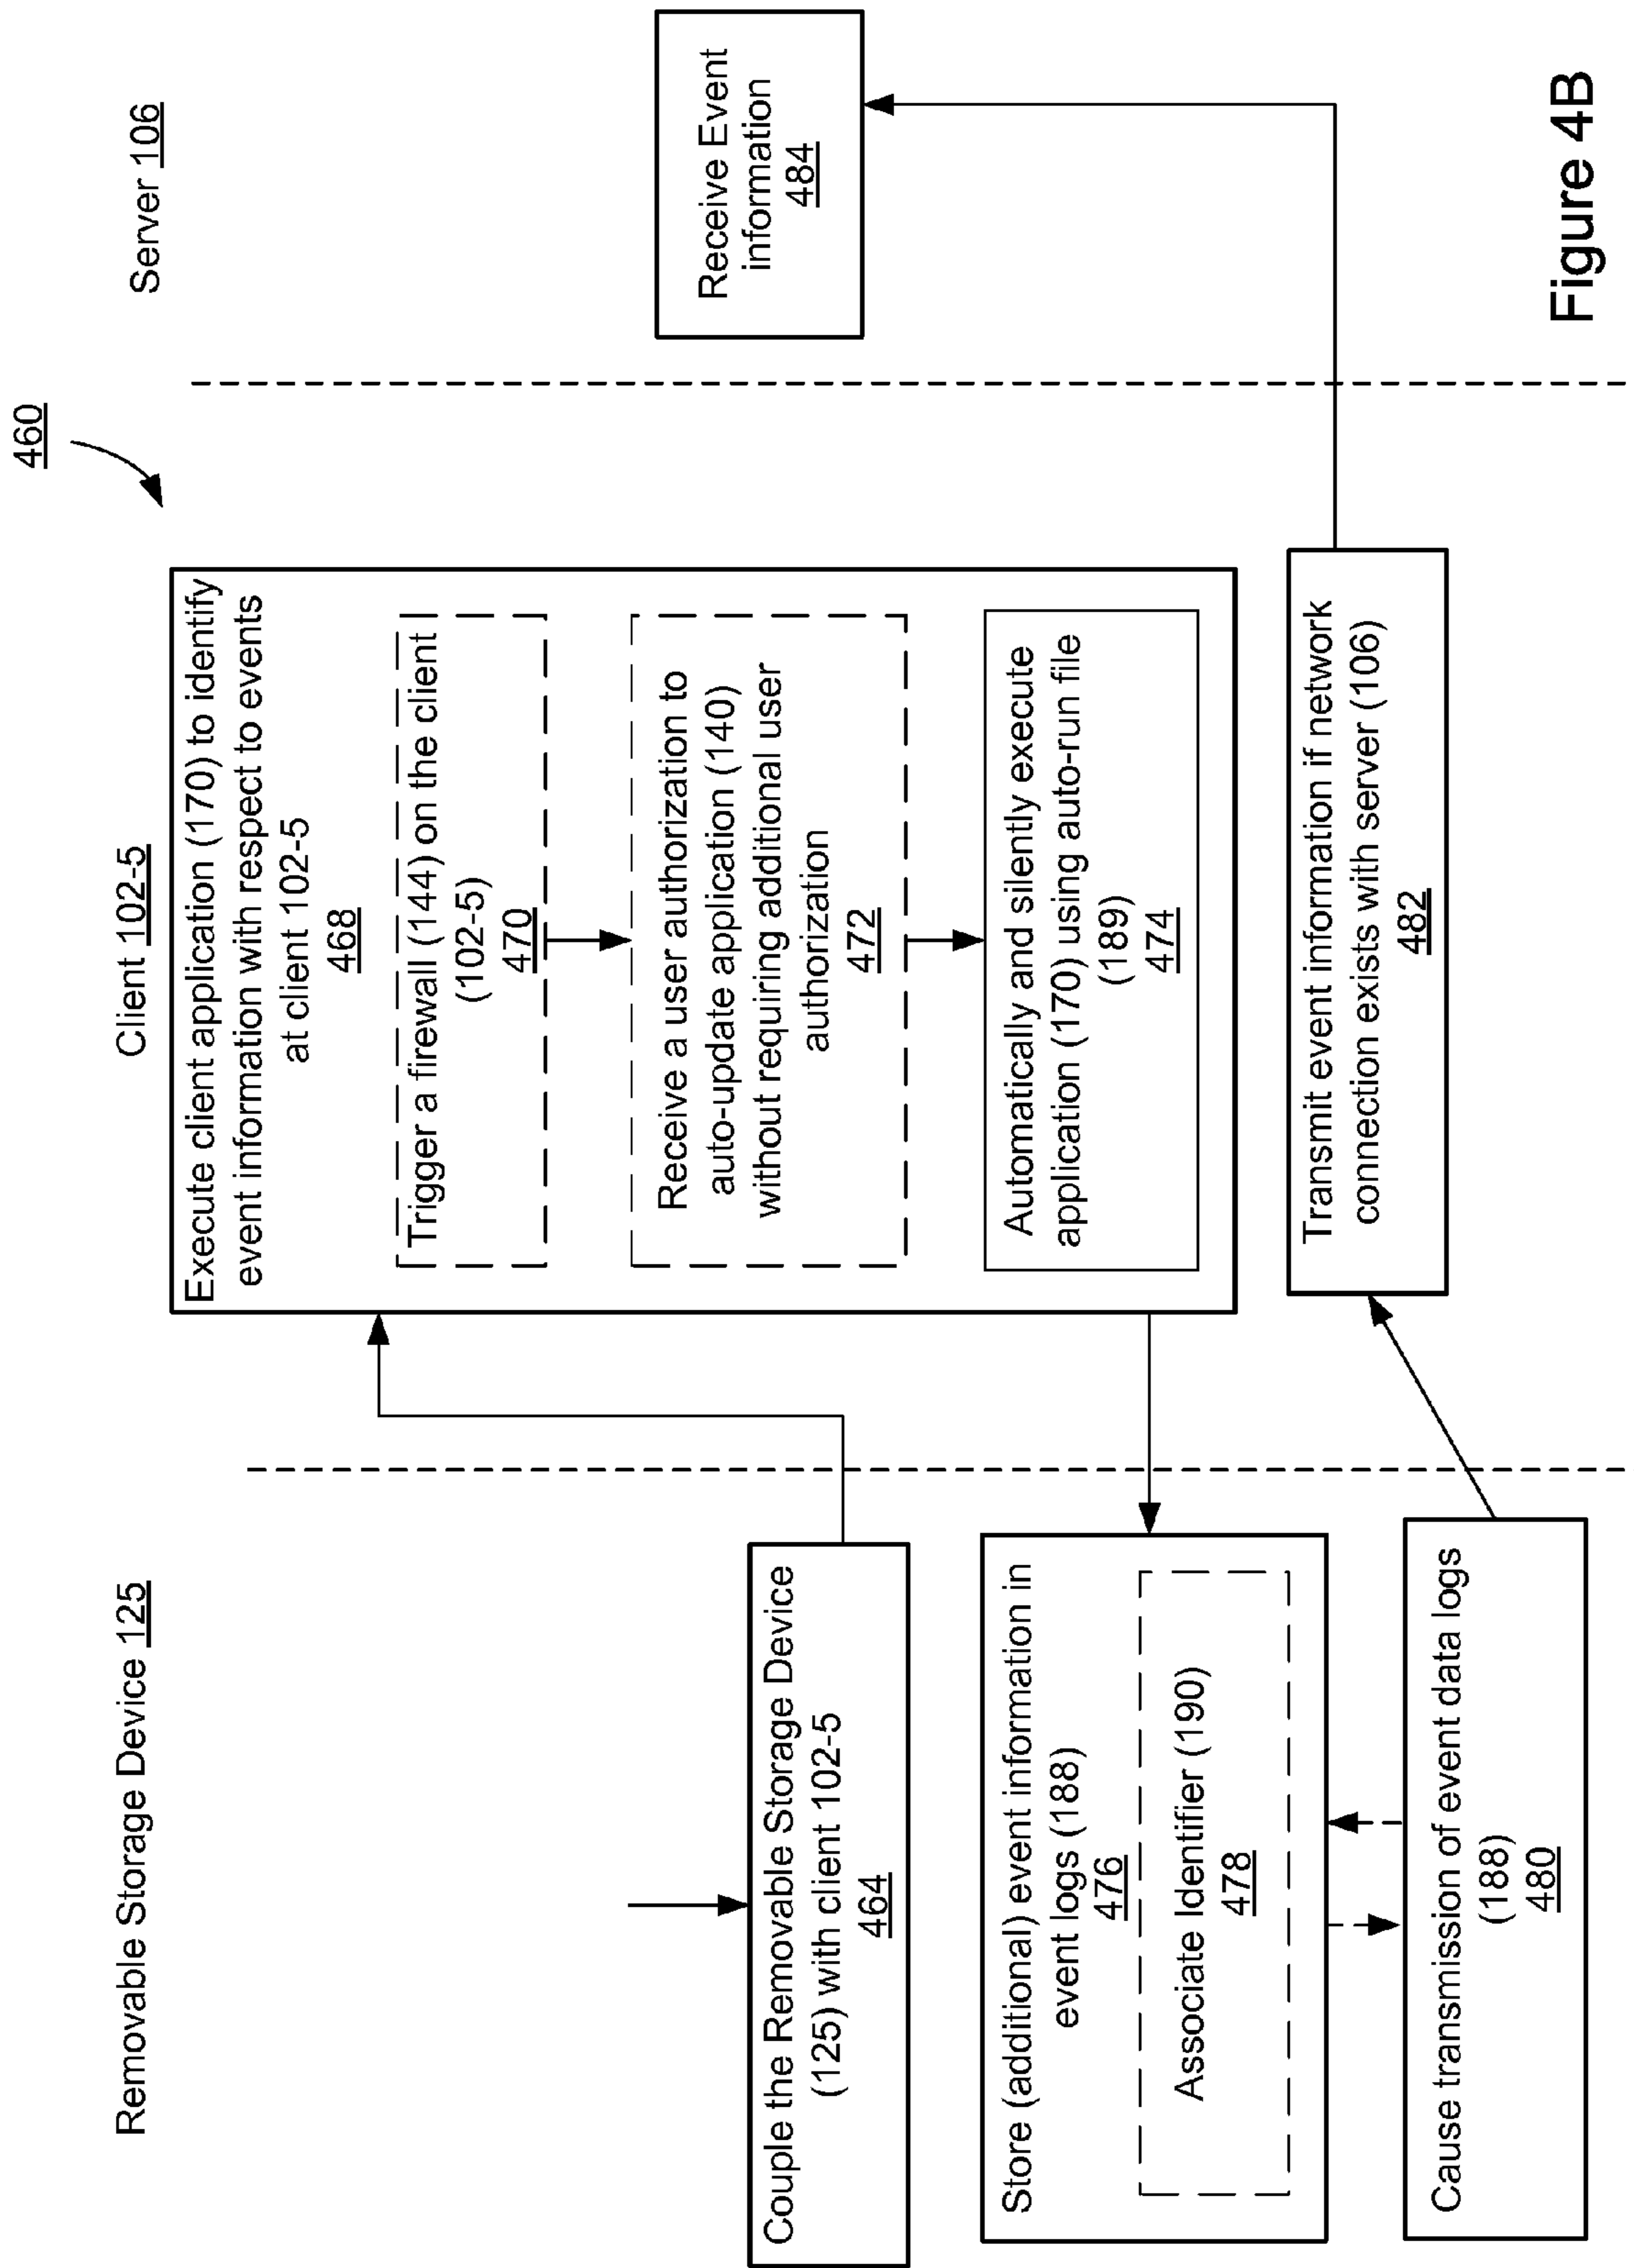 460
Removable Storage Device 125
Client 102-5
Server 106
Couple the Removable Storage Device
(125) with client 102-5
464
Execute client application (170) to identify
event information with respect to events
at client 102-5
468
Trigger a firewall (144) on the client
(102-5)
470
Receive a user authorization to
auto-update application (140)
without requiring additional user
authorization
472
Automatically and silently execute
application (170) using auto-run file
(189)
474
Store (additional) event information in
event logs (188)
476
Associate Identifier (190)
478
Cause transmission of event data logs
(188)
480
Transmit event information if network
connection exists with server (106)
482
Receive Event
information
484
Figure 4B